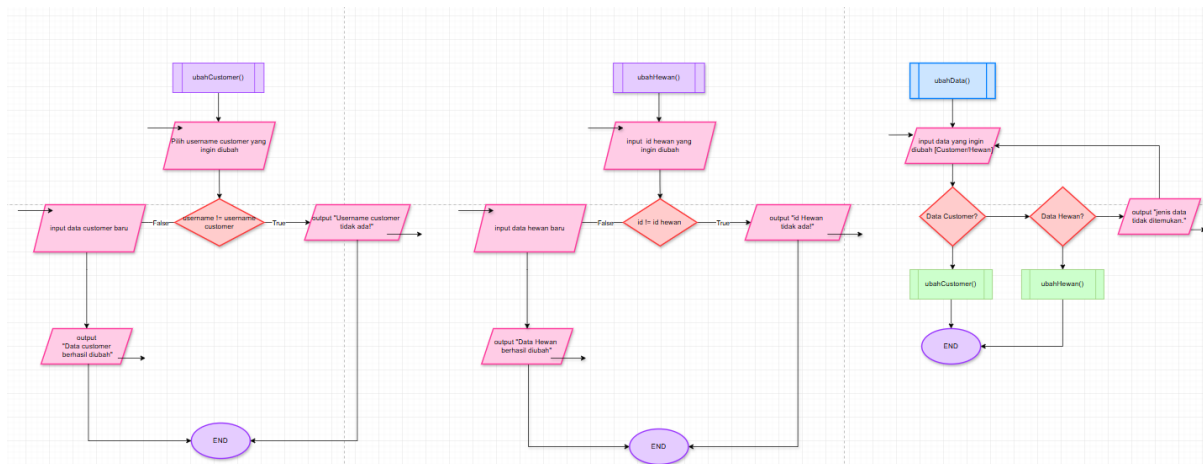 ubahCustomer()
Pilih username customer yang
ingin diubah
username != username
customer
False
True
input data customer baru
output "Username customer
tidak ada!"
output
"Data customer
berhasil diubah"
END
ubahHewan()
input id hewan yang
ingin diubah
id != id hewan
False
True
input data hewan baru
output "id Hewan
tidak ada!"
output "Data Hewan
berhasil diubah"
END
ubahData()
input data yang ingin
diubah [Customer/Hewan]
Data Customer?
Data Hewan?
output "jenis data
tidak ditemukan."
ubahCustomer()
ubahHewan()
END